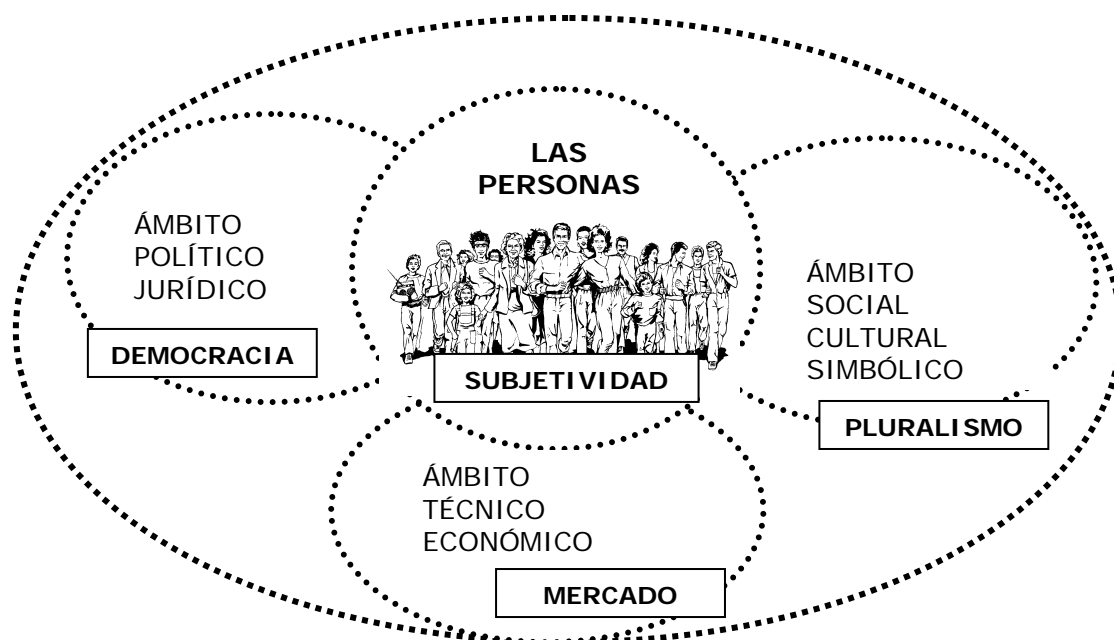 LAS
PERSONAS
ÁMBITO
POLÍTICO
JURÍDICO
DEMOCRACIA
SUBJETIVIDAD
ÁMBITO
SOCIAL
CULTURAL
SIMBÓLICO
PLURALISMO
ÁMBITO
TÉCNICO
ECONÓMICO
MERCADO